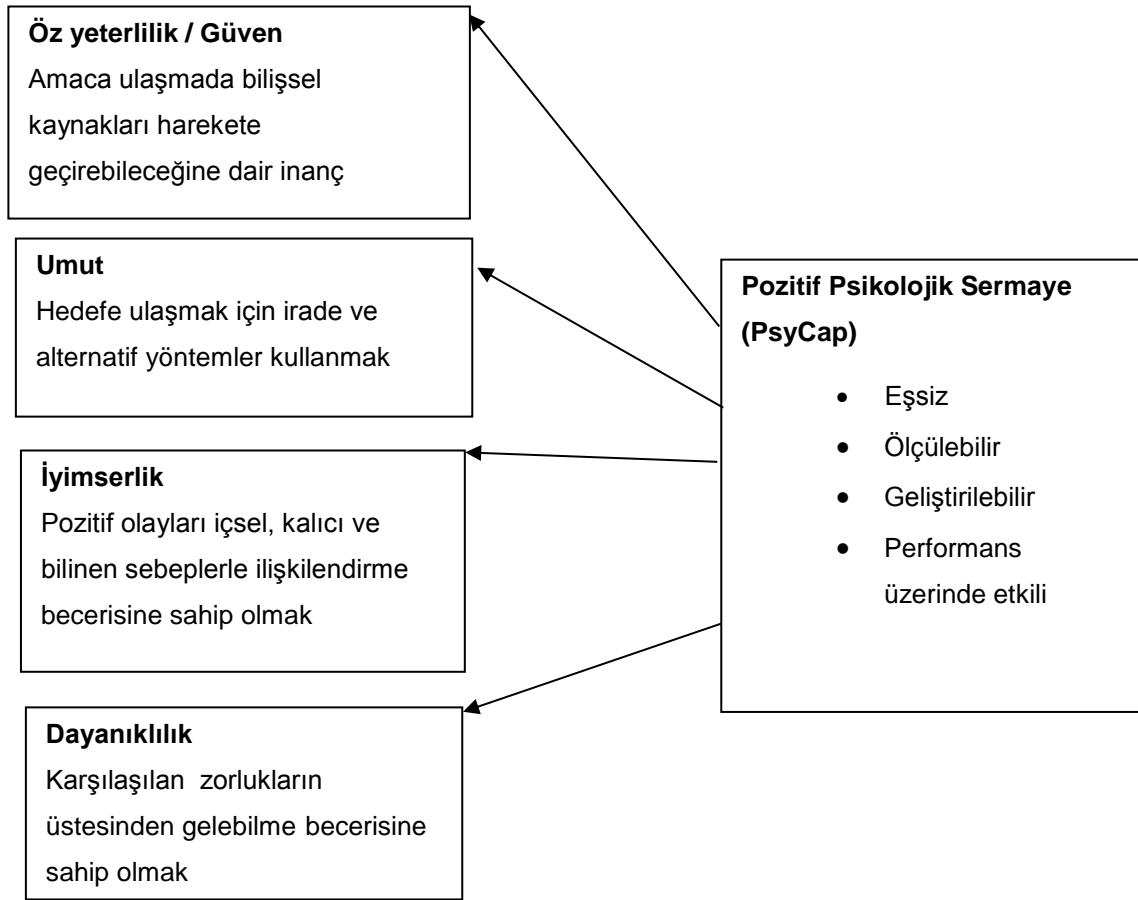 Öz yeterlilik / Güven
Amaca ulaşmada bilişsel
kaynakları harekete
geçirebileceğine dair inanç
Umut
Hedefe ulaşmak için irade ve
alternatif yöntemler kullanmak
İyimserlik
Pozitif olayları içsel, kalıcı ve
bilinen sebeplerle ilişkilendirme
becerisine sahip olmak
Dayanıklılık
Karşılaşılan zorlukların
üstesinden gelebilme becerisine
sahip olmak
Pozitif Psikolojik Sermaye
(PsyCap)
• Eşsiz
• Ölçülebilir
• Geliştirilebilir
• Performans
üzerinde etkili